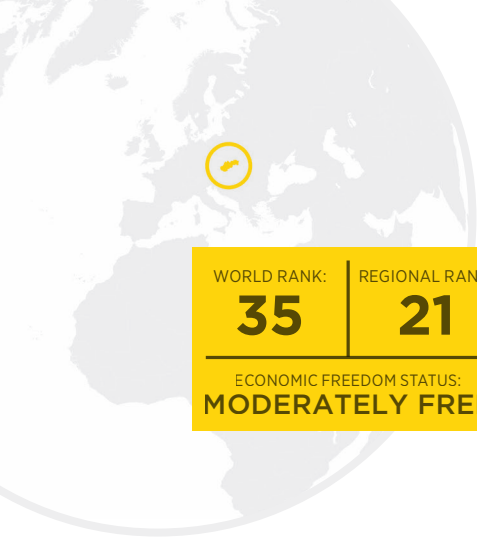 WORLD RANK:
35
REGIONAL RAN
21
ECONOMIC FREEDOM STATUS:
MODERATELY FRE